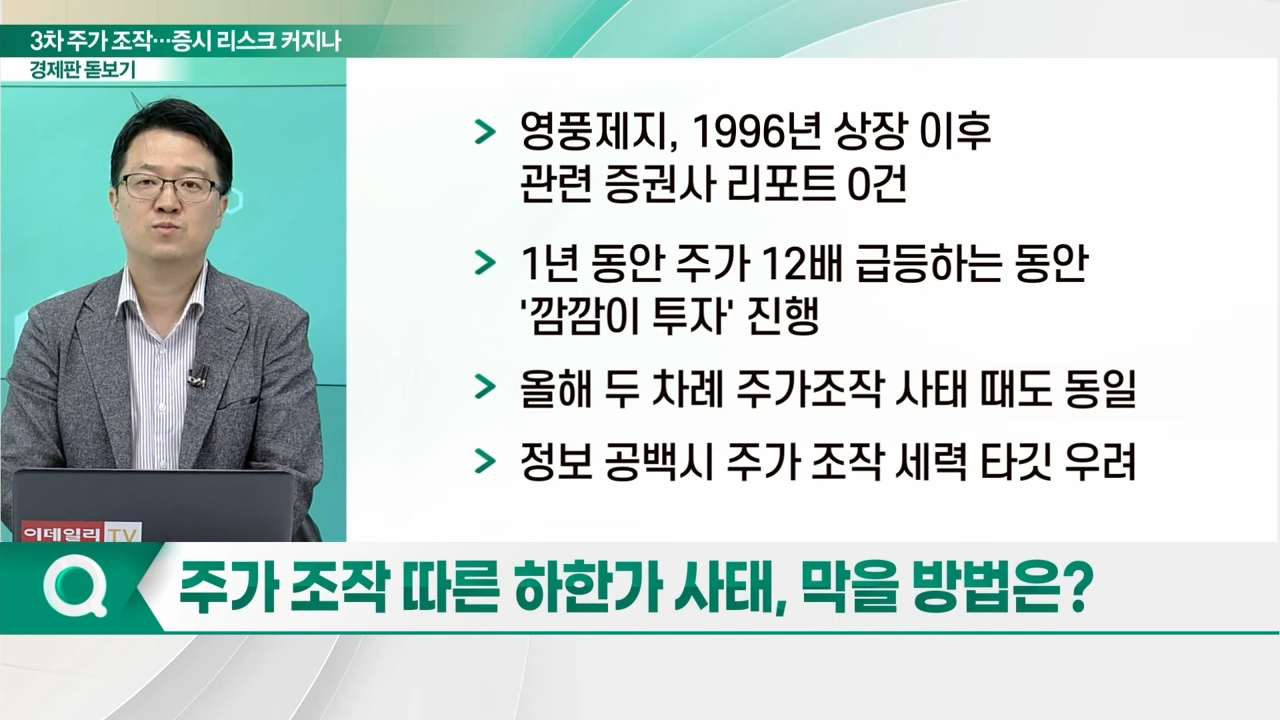 3차 주가 조작…증시 리스크 커지나
경제판 돋보기
> 영풍제지, 1996년 상장 이후
관련 증권사 리포트 0건
> 1년 동안 주가 12배 급등하는 동안
'깜깜이 투자' 진행
> 올해 두 차례 주가조작 사태 때도 동일
> 정보 공백시 주가 조작 세력 타깃 우려
이데일리 TV
Q 주가 조작 따른 하한가 사태, 막을 방법은?